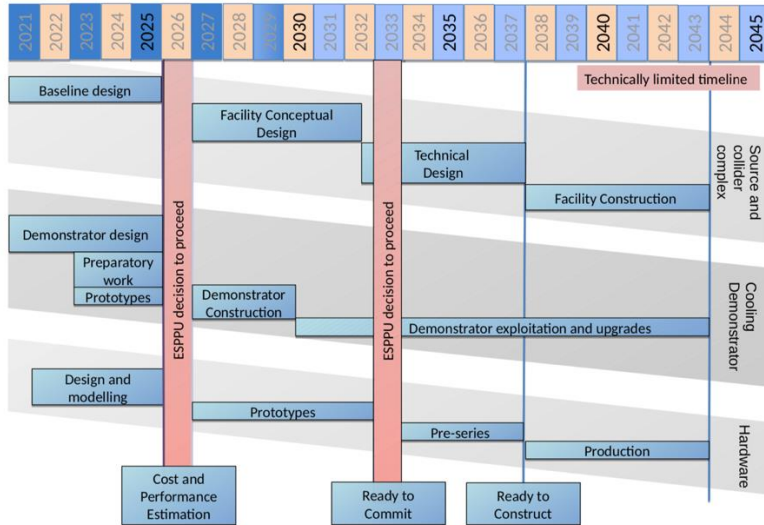 2021 2022 2023 2024 2025 2026 2027 2028 2029 2030 2031 2032 2033 2034 2035 2036 2037 2038 2039 2040 2041 2042 2043 2044 2045
Technically limited timeline
Baseline design
Facility Conceptual
Design
Technical
Design
Facility Construction
Source and
collider
complex
ESPPU decision to proceed
ESPPU decision to proceed
Demonstrator design
Preparatory
work
Prototypes
Demonstrator
Construction
Demonstrator exploitation and upgrades
Cooling
Demonstrator
Design and
modelling
Prototypes
Pre-series
Production
Hardware
Cost and
Performance
Estimation
Ready to
Commit
Ready to
Construct